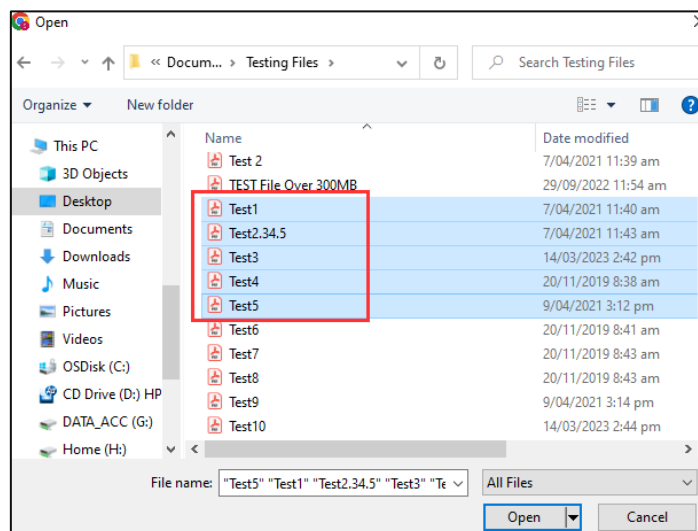 Open
« Docum... › Testing Files ›
Search Testing Files
Organize
New folder
Name
Date modified
This PC
3D Objects
Desktop
Documents
Downloads
Music
Pictures
Videos
OSDisk (C:)
CD Drive (D:) HP
DATA_ACC (G:)
Home (H:)
Test 2 7/04/2021 11:39 am
TEST File Over 300MB 29/09/2022 11:54 am
Test1 7/04/2021 11:40 am
Test2.34.5 7/04/2021 11:43 am
Test3 14/03/2023 2:42 pm
Test4 20/11/2019 8:38 am
Test5 9/04/2021 3:12 pm
Test6 20/11/2019 8:41 am
Test7 20/11/2019 8:43 am
Test8 20/11/2019 8:43 am
Test9 9/04/2021 3:14 pm
Test10 14/03/2023 2:44 pm
File name: "Test5" "Test1" "Test2.34.5" "Test3" "Te
All Files
Open
Cancel